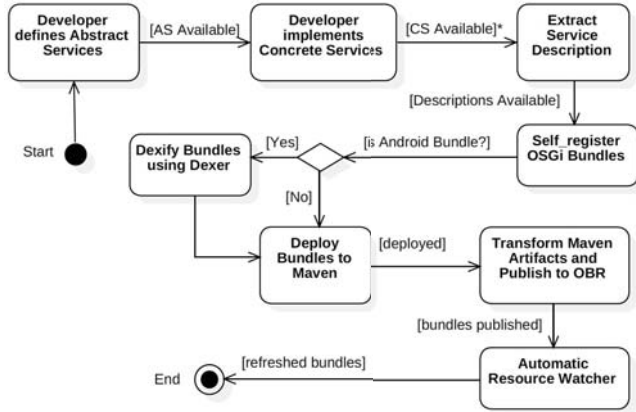 Developer
defines Abstract
Services
[AS Available]
Developer
implements
Concrete Services
[CS Available]*
Extract
Service
Description
[Descriptions Available]
Start
Dexify Bundles
using Dexer
[Yes]
[is Android Bundle?]
Self_register
OSGi Bundles
[No]
Deploy
Bundles to
Maven
[deployed]
Transform Maven
Artifacts and
Publish to OBR
[bundles published]
End
[refreshed bundles]
Automatic
Resource Watcher